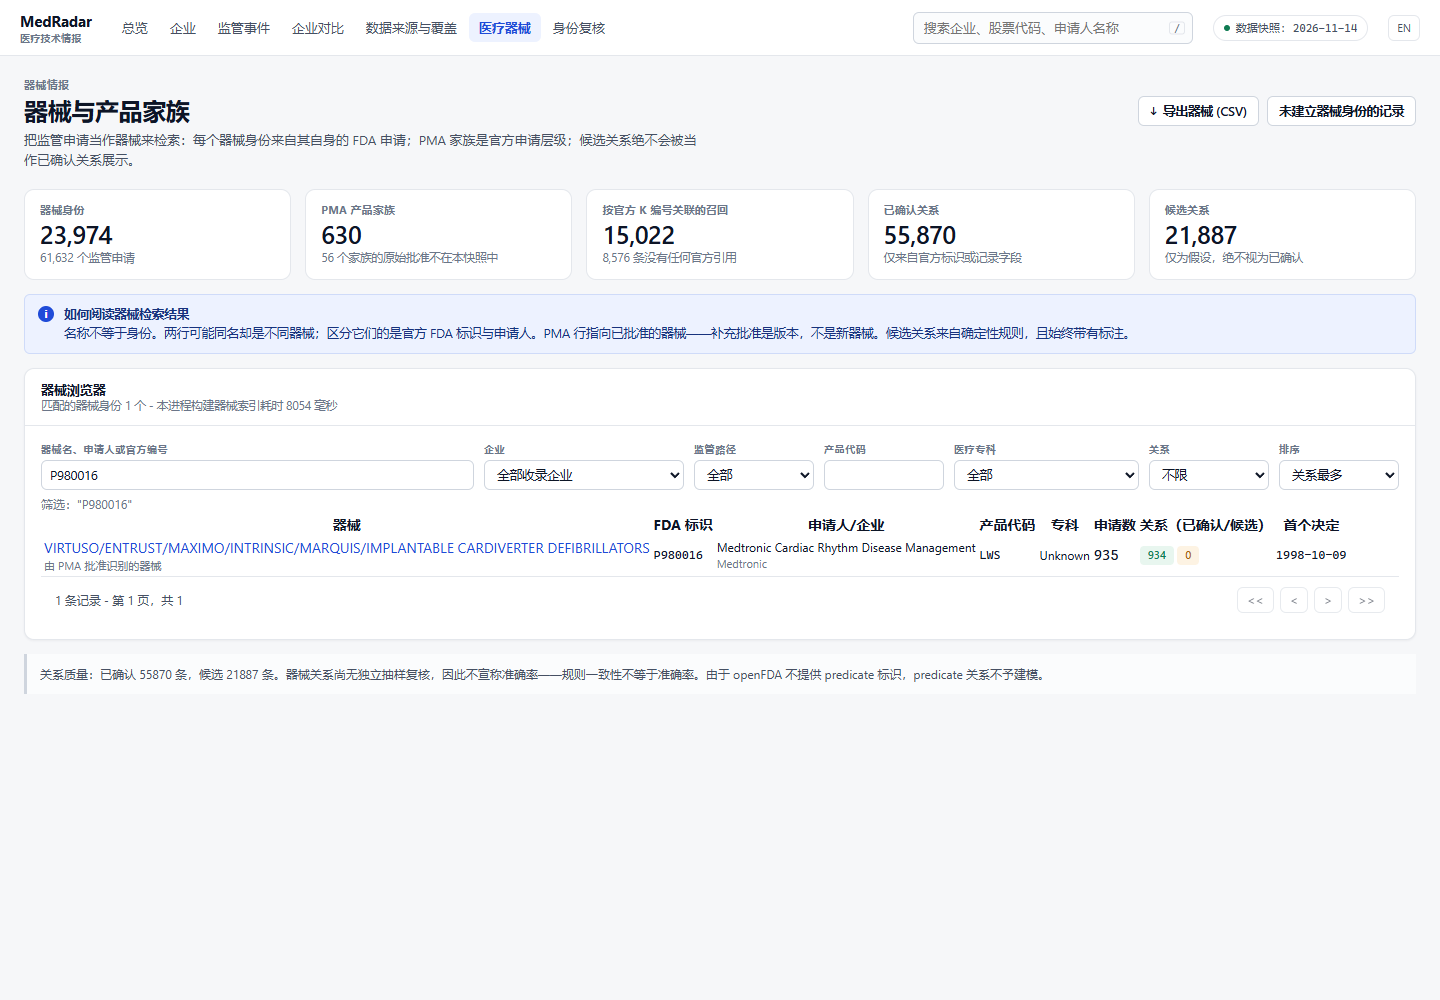 MedRadar
医疗技术情报
总览 企业 监管事件 企业对比 数据来源与覆盖 医疗器械 身份复核
搜索企业、股票代码、申请人名称 /
数据快照: 2026-11-14
EN
器械情报
器械与产品家族
把监管申请当作器械来检索：每个器械身份来自其自身的 FDA 申请；PMA 家族是官方申请层级；候选关系绝不会被当
作已确认关系展示。
↓ 导出器械 (CSV)
未建立器械身份的记录
器械身份
23,974
61,632 个监管申请
PMA 产品家族
630
56 个家族的原始批准不在本快照中
按官方 K 编号关联的召回
15,022
8,576 条没有任何官方引用
已确认关系
55,870
仅来自官方标识或记录字段
候选关系
21,887
仅为假设，绝不视为已确认
i 如何阅读器械检索结果
名称不等于身份。两行可能同名却是不同器械；区分它们的是官方 FDA 标识与申请人。PMA 行指向已批准的器械——补充批准是版本，不是新器械。候选关系来自确定性规则，且始终带有标注。
器械浏览器
匹配的器械身份 1 个 - 本进程构建器械索引耗时 8054 毫秒
器械名、申请人或官方编号 企业 监管路径 产品代码 医疗专科 关系 排序
P980016 全部收录企业 全部 全部 不限 关系最多
筛选："P980016"
器械 FDA 标识 申请人/企业 产品代码 专科 申请数 关系（已确认/候选） 首个决定
VIRTUSO/ENTRUST/MAXIMO/INTRINSIC/MARQUIS/IMPLANTABLE CARDIVERTER DEFIBRILLATORS P980016 Medtronic Cardiac Rhythm Disease Management LWS Unknown 935 934 0 1998-10-09
由 PMA 批准识别的器械 Medtronic
1 条记录 - 第 1 页，共 1
<< < > >>
关系质量：已确认 55870 条，候选 21887 条。器械关系尚无独立抽样复核，因此不宣称准确率——规则一致性不等于准确率。由于 openFDA 不提供 predicate 标识，predicate 关系不予建模。